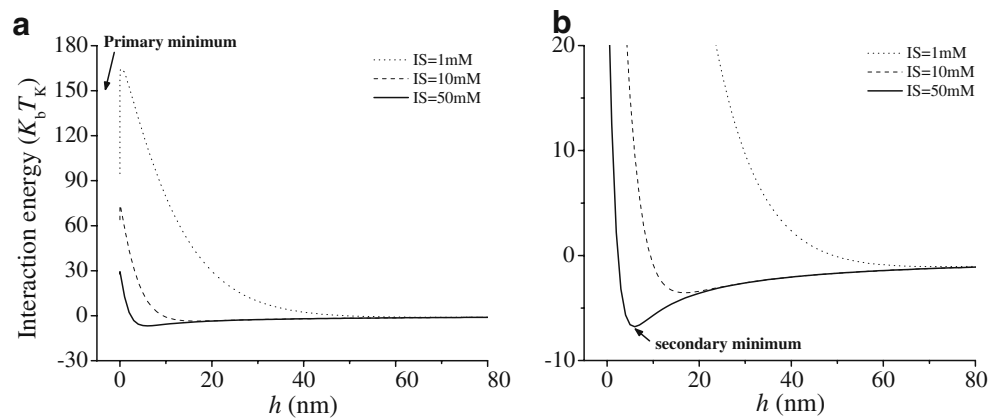 a
Primary minimum
180
150
120
90
60
30
0
-30
Interaction energy (K_bT_K)
IS=1mM
IS=10mM
IS=50mM
0 20 40 60 80
h (nm)
b
20
10
0
-10
IS=1mM
IS=10mM
IS=50mM
secondary minimum
0 20 40 60 80
h (nm)